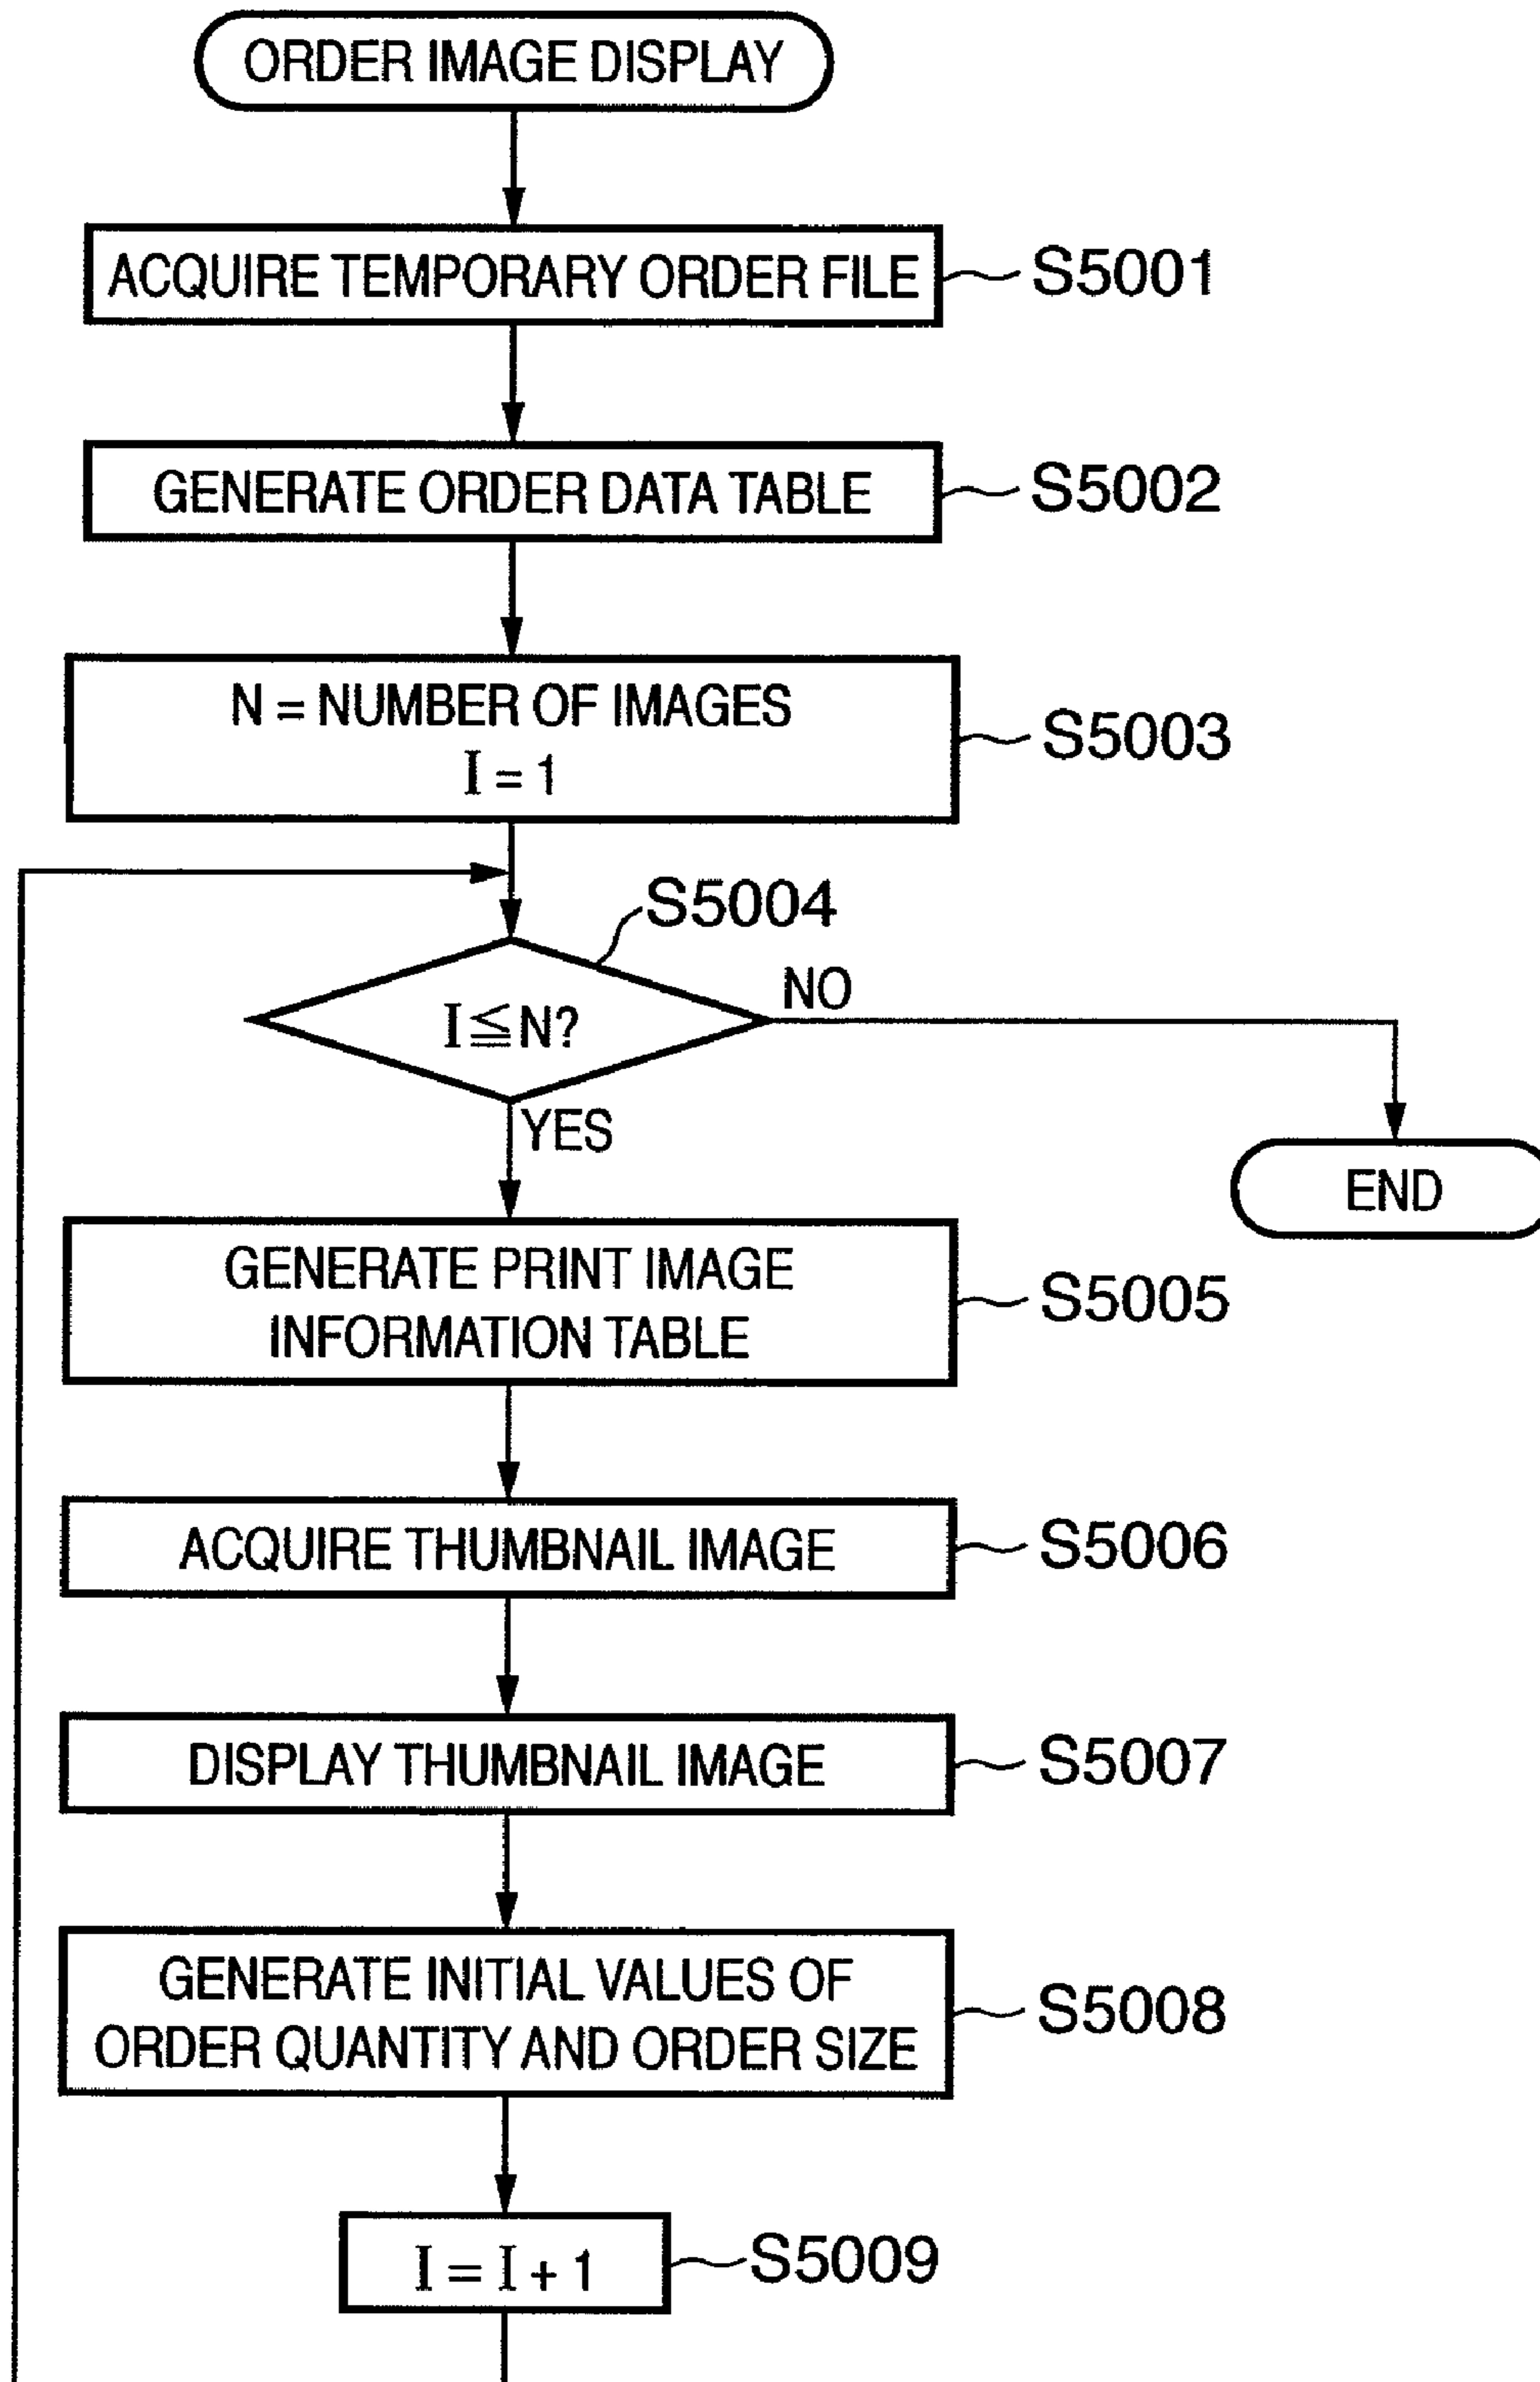 ORDER IMAGE DISPLAY
ACQUIRE TEMPORARY ORDER FILE
S5001
GENERATE ORDER DATA TABLE
S5002
N = NUMBER OF IMAGES
I = 1
S5003
S5004
I ≦ N?
NO
YES
END
GENERATE PRINT IMAGE
INFORMATION TABLE
S5005
ACQUIRE THUMBNAIL IMAGE
S5006
DISPLAY THUMBNAIL IMAGE
S5007
GENERATE INITIAL VALUES OF
ORDER QUANTITY AND ORDER SIZE
S5008
I = I + 1
S5009